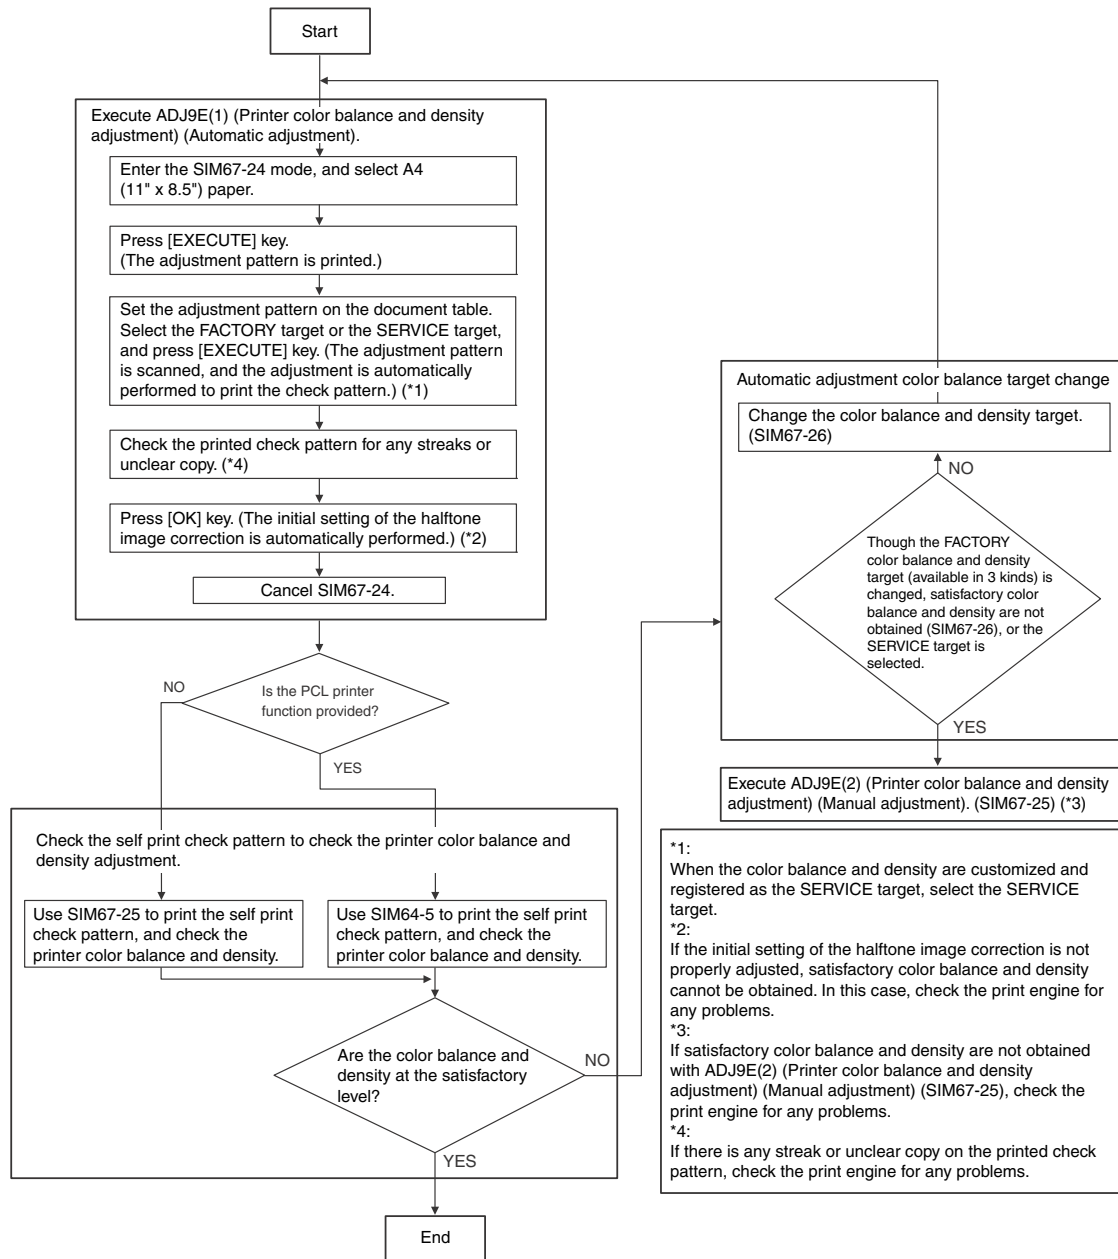 Start
Execute ADJ9E(1) (Printer color balance and density
adjustment) (Automatic adjustment).
Enter the SIM67-24 mode, and select A4
(11" x 8.5") paper.
Press [EXECUTE] key.
(The adjustment pattern is printed.)
Set the adjustment pattern on the document table.
Select the FACTORY target or the SERVICE target,
and press [EXECUTE] key. (The adjustment pattern
is scanned, and the adjustment is automatically
performed to print the check pattern.) (*1)
Check the printed check pattern for any streaks or
unclear copy. (*4)
Press [OK] key. (The initial setting of the halftone
image correction is automatically performed.) (*2)
Cancel SIM67-24.
NO
Is the PCL printer
function provided?
YES
Check the self print check pattern to check the printer color balance and
density adjustment.
Use SIM67-25 to print the self print
check pattern, and check the
printer color balance and density.
Use SIM64-5 to print the self print
check pattern, and check the
printer color balance and density.
Are the color balance and
density at the satisfactory
level?
NO
YES
End
Automatic adjustment color balance target change
Change the color balance and density target.
(SIM67-26)
NO
Though the FACTORY
color balance and density
target (available in 3 kinds) is
changed, satisfactory color
balance and density are not
obtained (SIM67-26), or the
SERVICE target is
selected.
YES
Execute ADJ9E(2) (Printer color balance and density
adjustment) (Manual adjustment). (SIM67-25) (*3)
*1:
When the color balance and density are customized and
registered as the SERVICE target, select the SERVICE
target.
*2:
If the initial setting of the halftone image correction is not
properly adjusted, satisfactory color balance and density
cannot be obtained. In this case, check the print engine for
any problems.
*3:
If satisfactory color balance and density are not obtained
with ADJ9E(2) (Printer color balance and density
adjustment) (Manual adjustment) (SIM67-25), check the
print engine for any problems.
*4:
If there is any streak or unclear copy on the printed check
pattern, check the print engine for any problems.